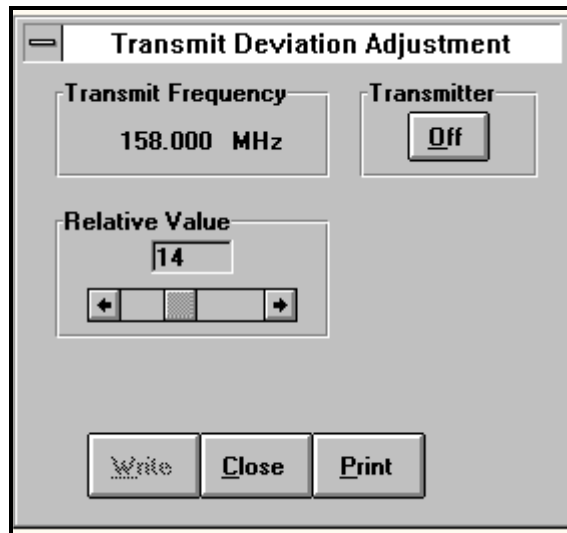 Transmit Deviation Adjustment
Transmit Frequency
158.000 MHz
Transmitter
Off
Relative Value
14
Write
Close
Print